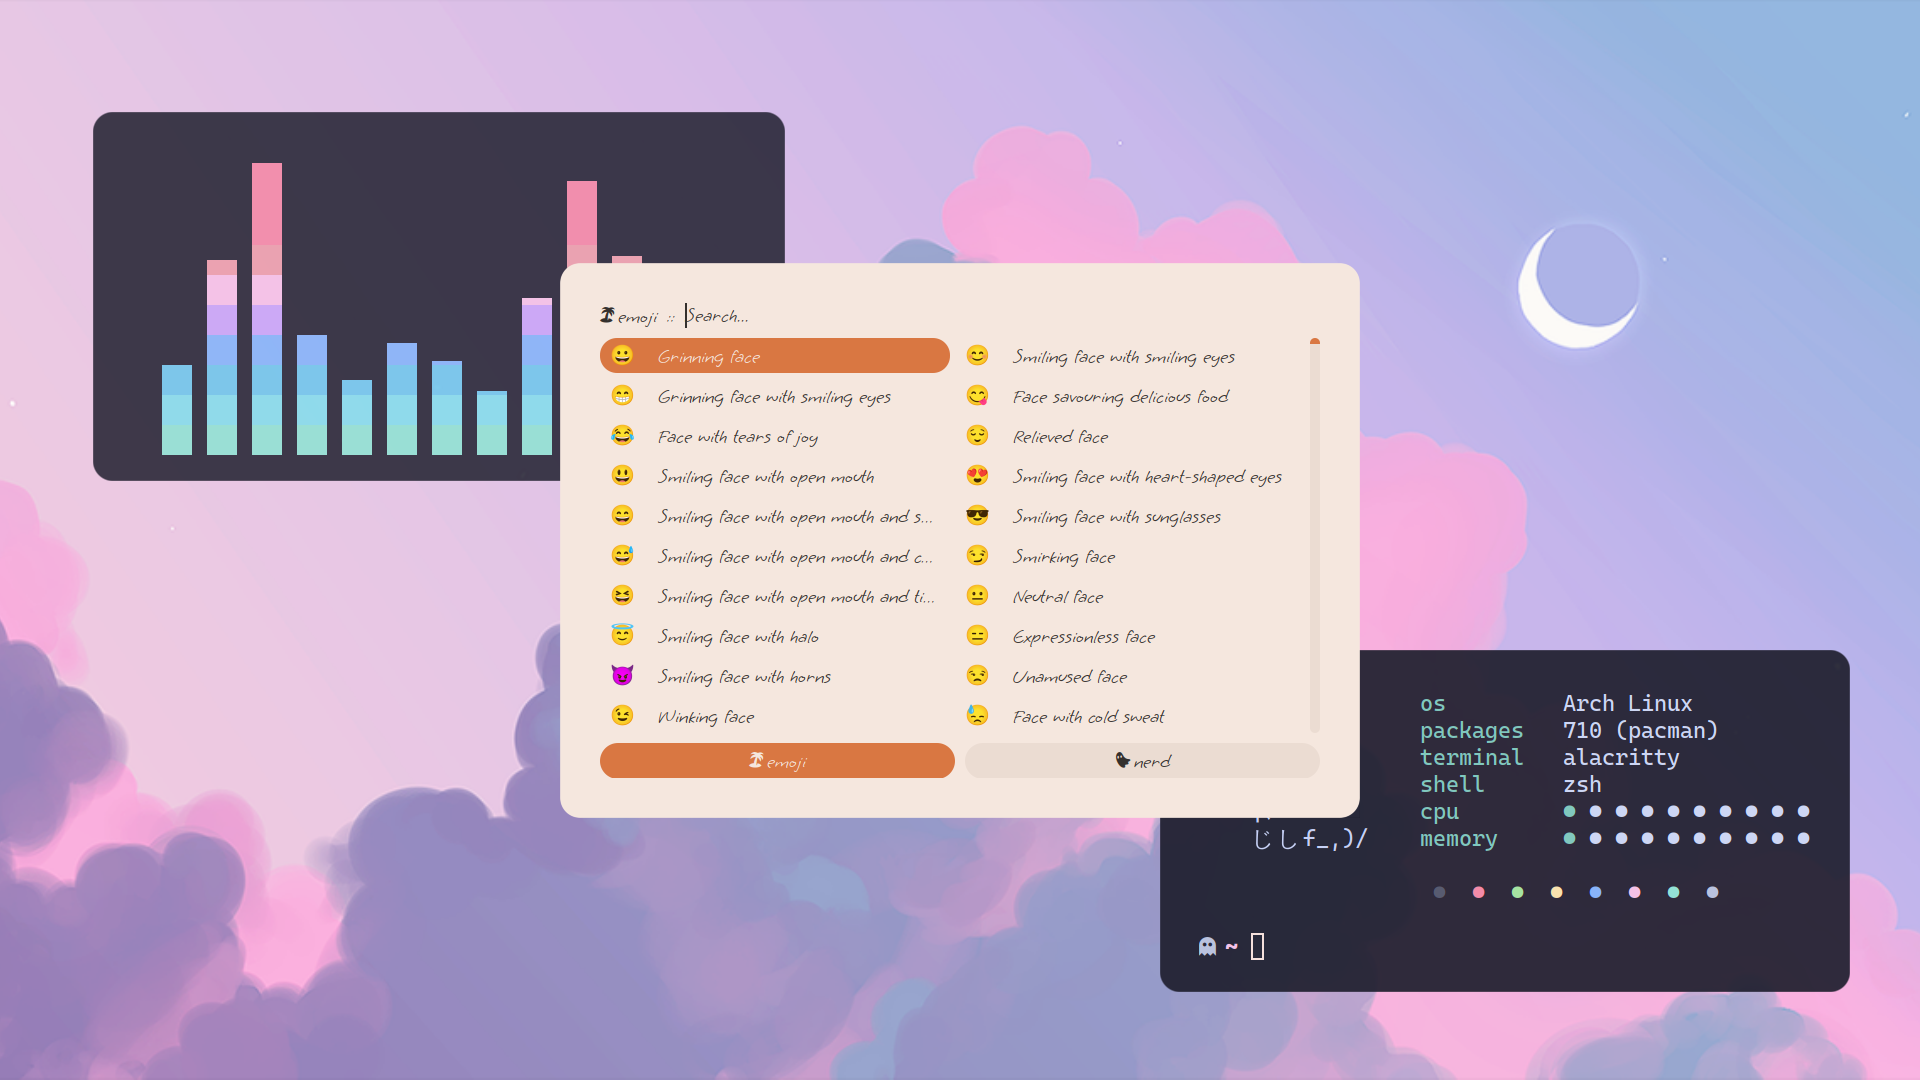 emoji :: Search...
😀 Grinning face
😁 Grinning face with smiling eyes
😂 Face with tears of joy
😃 Smiling face with open mouth
😄 Smiling face with open mouth and s...
😅 Smiling face with open mouth and c...
😆 Smiling face with open mouth and ti...
😇 Smiling face with halo
😈 Smiling face with horns
😉 Winking face
😊 Smiling face with smiling eyes
😋 Face savouring delicious food
😌 Relieved face
😍 Smiling face with heart-shaped eyes
😎 Smiling face with sunglasses
😏 Smirking face
😐 Neutral face
😑 Expressionless face
😒 Unamused face
😓 Face with cold sweat
emoji
nerd
os Arch Linux
packages 710 (pacman)
terminal alacritty
shell zsh
cpu ● ● ● ● ● ● ● ● ● ●
じしf_,)/ memory ● ● ● ● ● ● ● ● ● ●
~